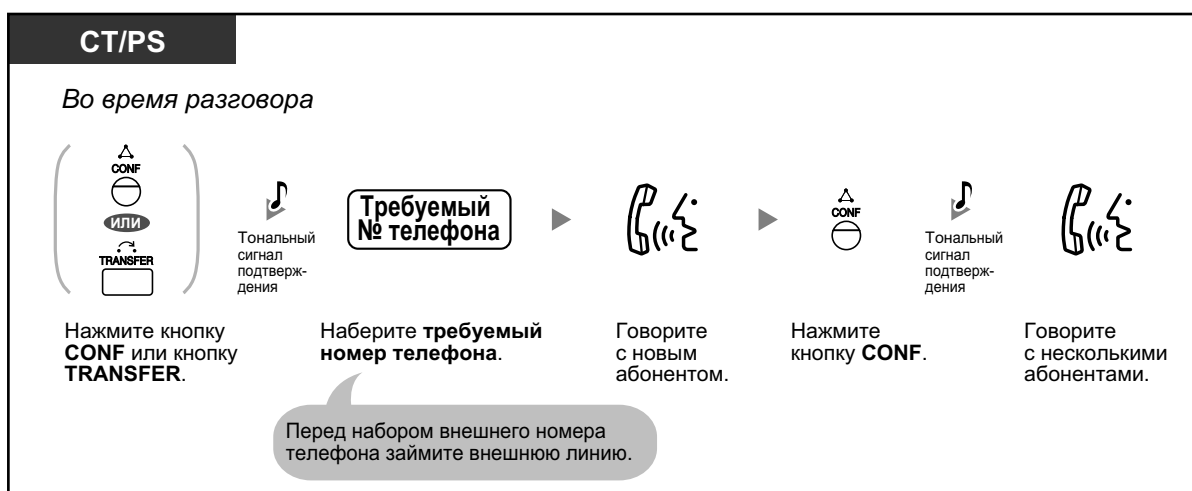 CT/PS
Во время разговора
CONF
или
TRANSFER
Тональный
сигнал
подтверж-
дения
Требуемый
№ телефона
CONF
Тональный
сигнал
подтверж-
дения
Нажмите кнопку
CONF или кнопку
TRANSFER.
Наберите требуемый
номер телефона.
Говорите
с новым
абонентом.
Нажмите
кнопку CONF.
Говорите
с несколькими
абонентами.
Перед набором внешнего номера
телефона займите внешнюю линию.